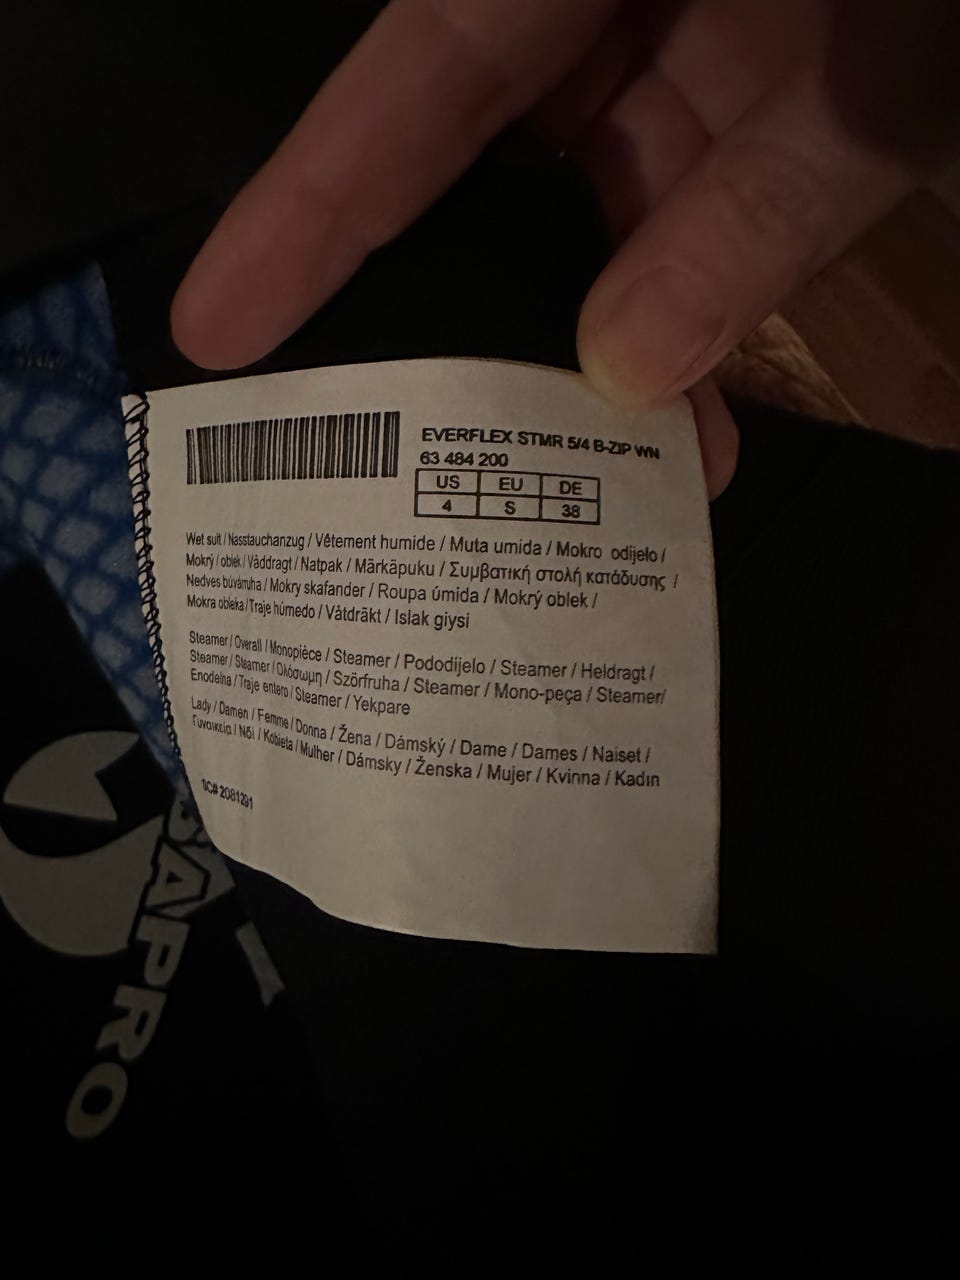 EVERFLEX STMR 5/4 B-ZIP WN
63 484 200
US EU DE
4 S 38
Wet suit / Nasstauchanzug / Vêtement humide / Muta umida / Mokro odijelo /
Mokrý / oblek / Våddragt / Natpak / Märkäpuku / Συμβατική στολή κατάδυσης /
Nedves búvárruha / Mokry skafander / Roupa úmida / Mokrý oblek /
Mokra obleka / Traje húmedo / Våtdräkt / Islak giysi
Steamer / Overall / Monopièce / Steamer / Pododijelo / Steamer / Heldragt /
Steamer / Steamer / Ολόσωμη / Szörfruha / Steamer / Mono-peça / Steamer/
Enodelna / Traje entero / Steamer / Yekpare
Lady / Damen / Femme / Donna / Žena / Dámský / Dame / Dames / Naiset /
Γυναικεία / Női / Kobieta / Mulher / Dámsky / Ženska / Mujer / Kvinna / Kadın
SC# 2081291
BAPRO